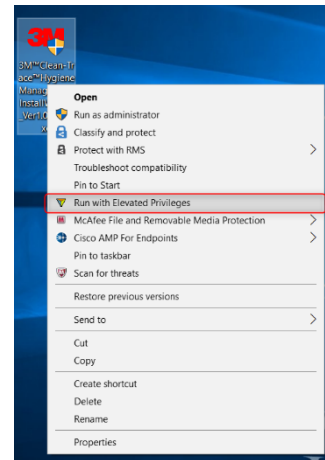 3M
3M™Clean-Tr
ace™Hygiene
Manag
Install
_Ver1.0
Open
Run as administrator
Classify and protect
Protect with RMS
Troubleshoot compatibility
Pin to Start
Run with Elevated Privileges
McAfee File and Removable Media Protection
Cisco AMP For Endpoints
Pin to taskbar
Scan for threats
Restore previous versions
Send to
Cut
Copy
Create shortcut
Delete
Rename
Properties